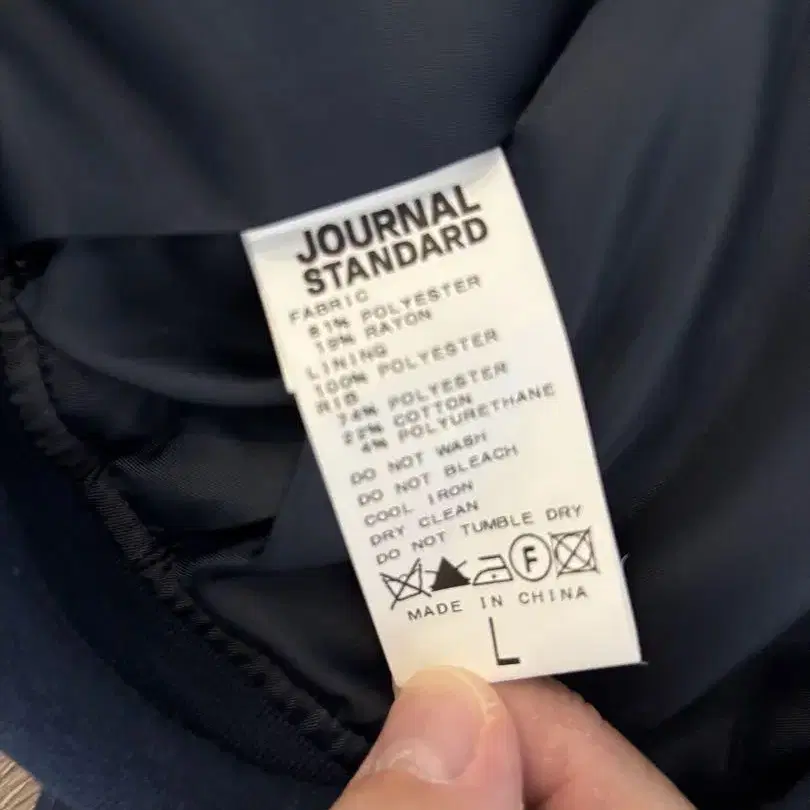 JOURNAL
STANDARD
FABRIC
81% POLYESTER
19% RAYON
LINING
100% POLYESTER
RIB
74% POLYESTER
22% COTTON
4% POLYURETHANE
DO NOT WASH
DO NOT BLEACH
COOL IRON
DRY CLEAN
DO NOT TUMBLE DRY
F
MADE IN CHINA
L